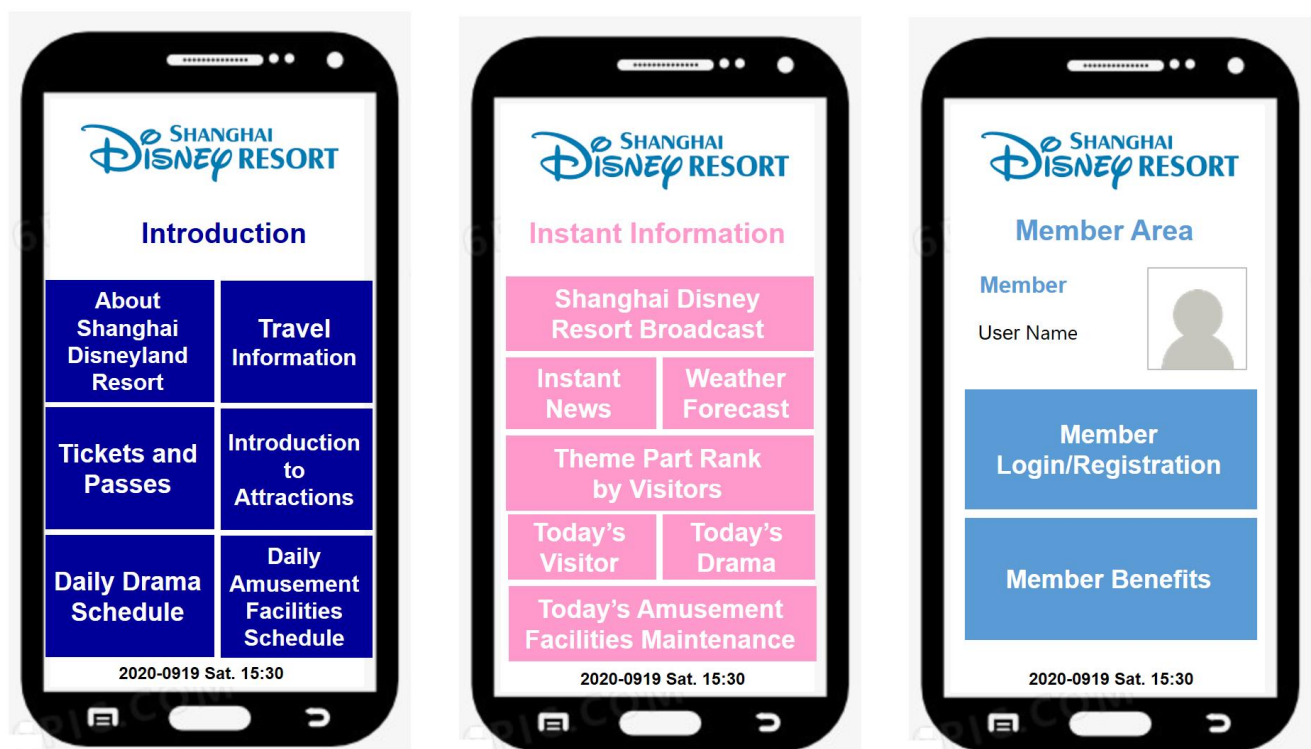 SHANGHAI
DISNEY RESORT
Introduction
About
Shanghai
Disneyland
Resort
Travel
Information
Tickets and
Passes
Introduction
to
Attractions
Daily Drama
Schedule
Daily
Amusement
Facilities
Schedule
2020-0919 Sat. 15:30
SHANGHAI
DISNEY RESORT
Instant Information
Shanghai Disney
Resort Broadcast
Instant
News
Weather
Forecast
Theme Part Rank
by Visitors
Today's
Visitor
Today's
Drama
Today's Amusement
Facilities Maintenance
2020-0919 Sat. 15:30
SHANGHAI
DISNEY RESORT
Member Area
Member
User Name
Member
Login/Registration
Member Benefits
2020-0919 Sat. 15:30